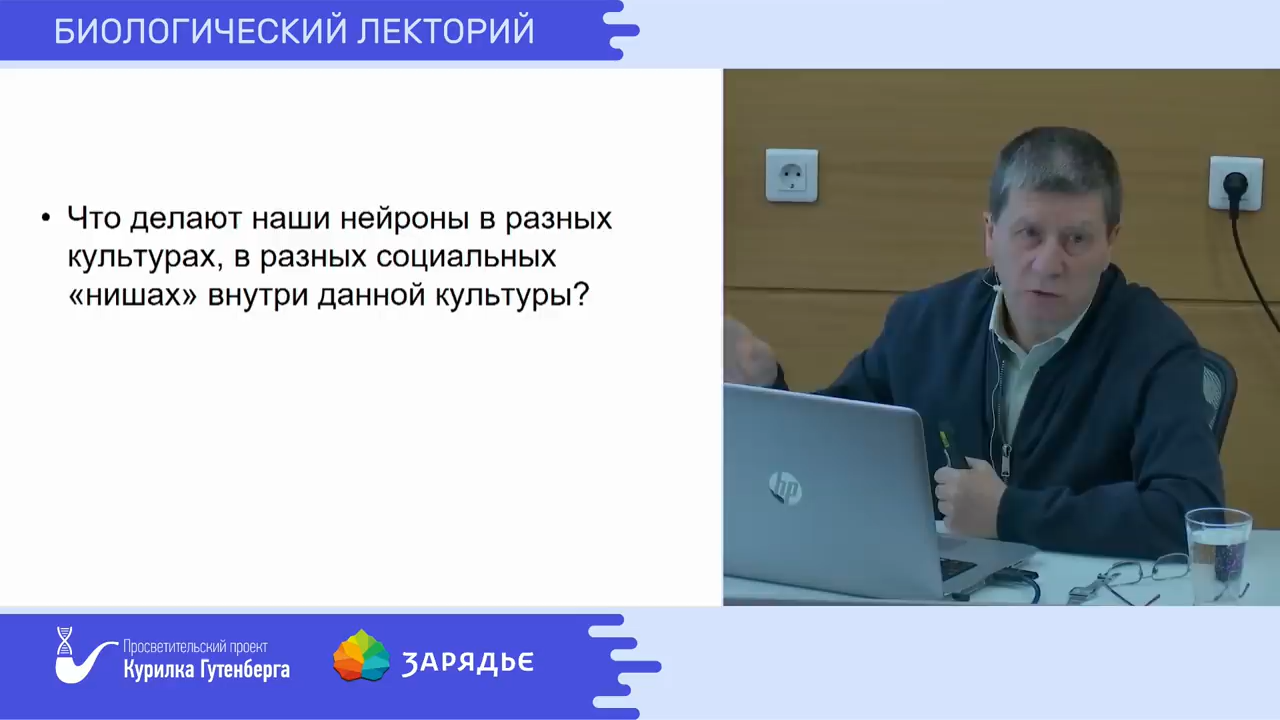 БИОЛОГИЧЕСКИЙ ЛЕКТОРИЙ
• Что делают наши нейроны в разных
культурах, в разных социальных
«нишах» внутри данной культуры?
hp
Просветительский проект
Курилка Гутенберга
ЗАРЯДЬЕ